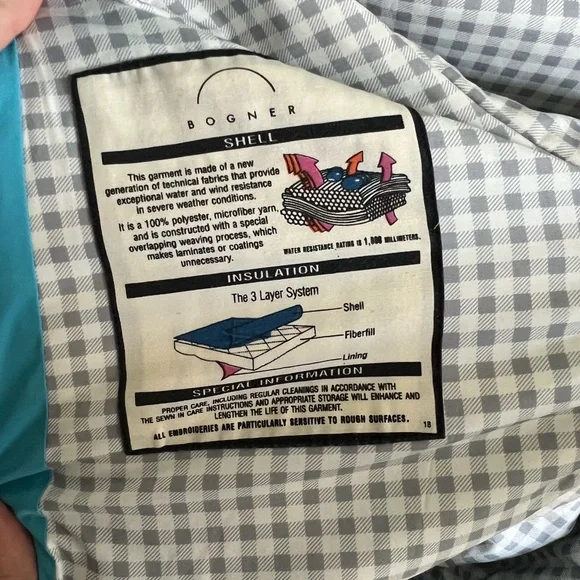 BOGNER
SHELL
This garment is made of a new
generation of technical fabrics that provide
exceptional water and wind resistance
in severe weather conditions.
It is a 100% polyester, microfiber yarn,
and is constructed with a special
overlapping weaving process, which
makes laminates or coatings
unnecessary.
WATER RESISTANCE RATING IS 1,000 MILLIMETERS.
INSULATION
The 3 Layer System
Shell
Fiberfill
Lining
SPECIAL INFORMATION
PROPER CARE, INCLUDING REGULAR CLEANINGS IN ACCORDANCE WITH
THE SEWN IN CARE INSTRUCTIONS AND APPROPRIATE STORAGE WILL ENHANCE AND
LENGTHEN THE LIFE OF THIS GARMENT.
ALL EMBROIDERIES ARE PARTICULARLY SENSITIVE TO ROUGH SURFACES.
18